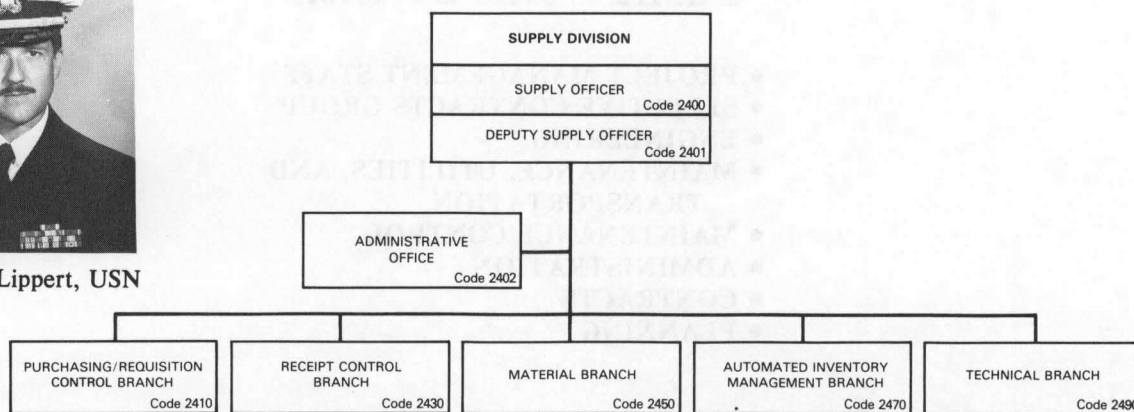 SUPPLY DIVISION
SUPPLY OFFICER
Code 2400
DEPUTY SUPPLY OFFICER
Code 2401
ADMINISTRATIVE
OFFICE
Code 2402
Lippert, USN
PURCHASING/REQUISITION
CONTROL BRANCH
Code 2410
RECEIPT CONTROL
BRANCH
Code 2430
MATERIAL BRANCH
Code 2450
AUTOMATED INVENTORY
MANAGEMENT BRANCH
Code 2470
TECHNICAL BRANCH
Code 2490